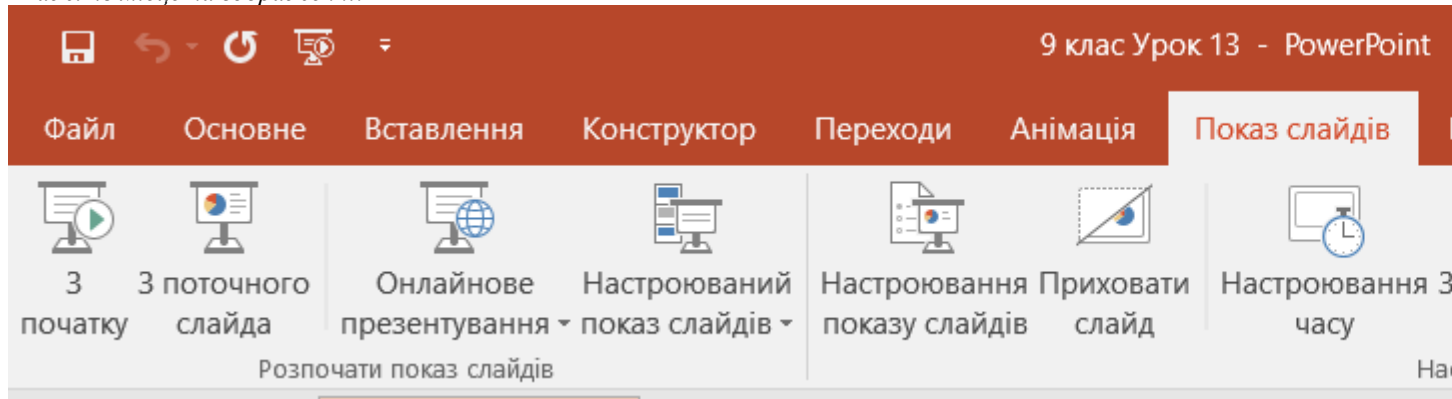 9 клас Урок 13 - PowerPoint
Файл Основне Вставлення Конструктор Переходи Анімація Показ слайдів
З початку
З поточного слайда
Онлайнове презентування
Настроюваний показ слайдів
Настроювання показу слайдів
Приховати слайд
Настроювання часу
З
Розпочати показ слайдів
На